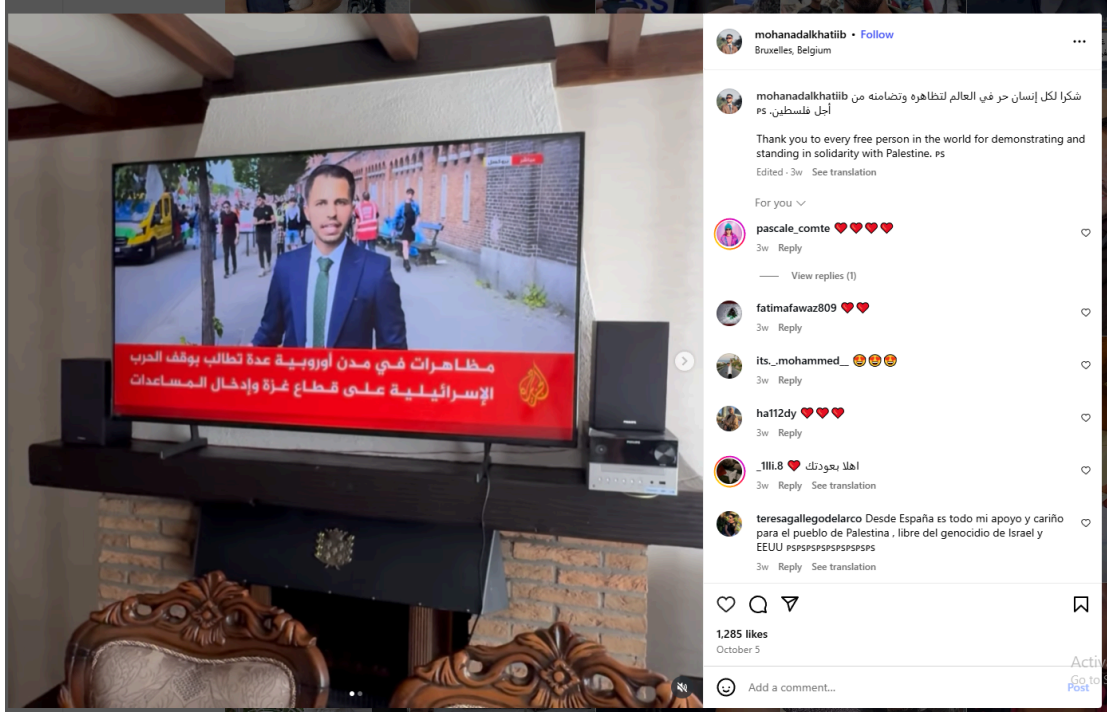 مباشر
مظاهرات في مدن أوروبية عدة تطالب بوقف الحرب
الإسرائيلية على قطاع غزة وإدخال المساعدات
mohanadalkhatiib • Follow
Bruxelles, Belgium
mohanadalkhatiib شكرا لكل إنسان حر في العالم لتظاهره وتضامنه من
أجل فلسطين. PS
Thank you to every free person in the world for demonstrating and
standing in solidarity with Palestine. PS
Edited · 3w See translation
For you
pascale_comte ❤❤❤❤
3w Reply
View replies (1)
fatimafawaz809 ❤❤
3w Reply
its._.mohammed__ 🤩🤩🤩
3w Reply
ha112dy ❤❤❤
3w Reply
_1lli.8 ❤ اهلا بعودتك
3w Reply See translation
teresagallegodelarco Desde España ES todo mi apoyo y cariño
para el pueblo de Palestina , libre del genocidio de Israel y
EEUU PSPSPSPSPSPSPSPSPS
3w Reply See translation
1,285 likes
October 5
Add a comment...
Post